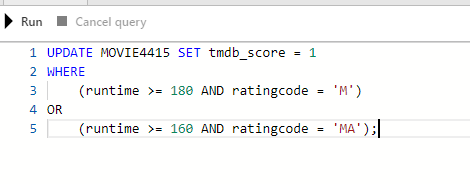 Run Cancel query
1 UPDATE MOVIE4415 SET tmdb_score = 1
2 WHERE
3 (runtime >= 180 AND ratingcode = 'M')
4 OR
5 (runtime >= 160 AND ratingcode = 'MA');